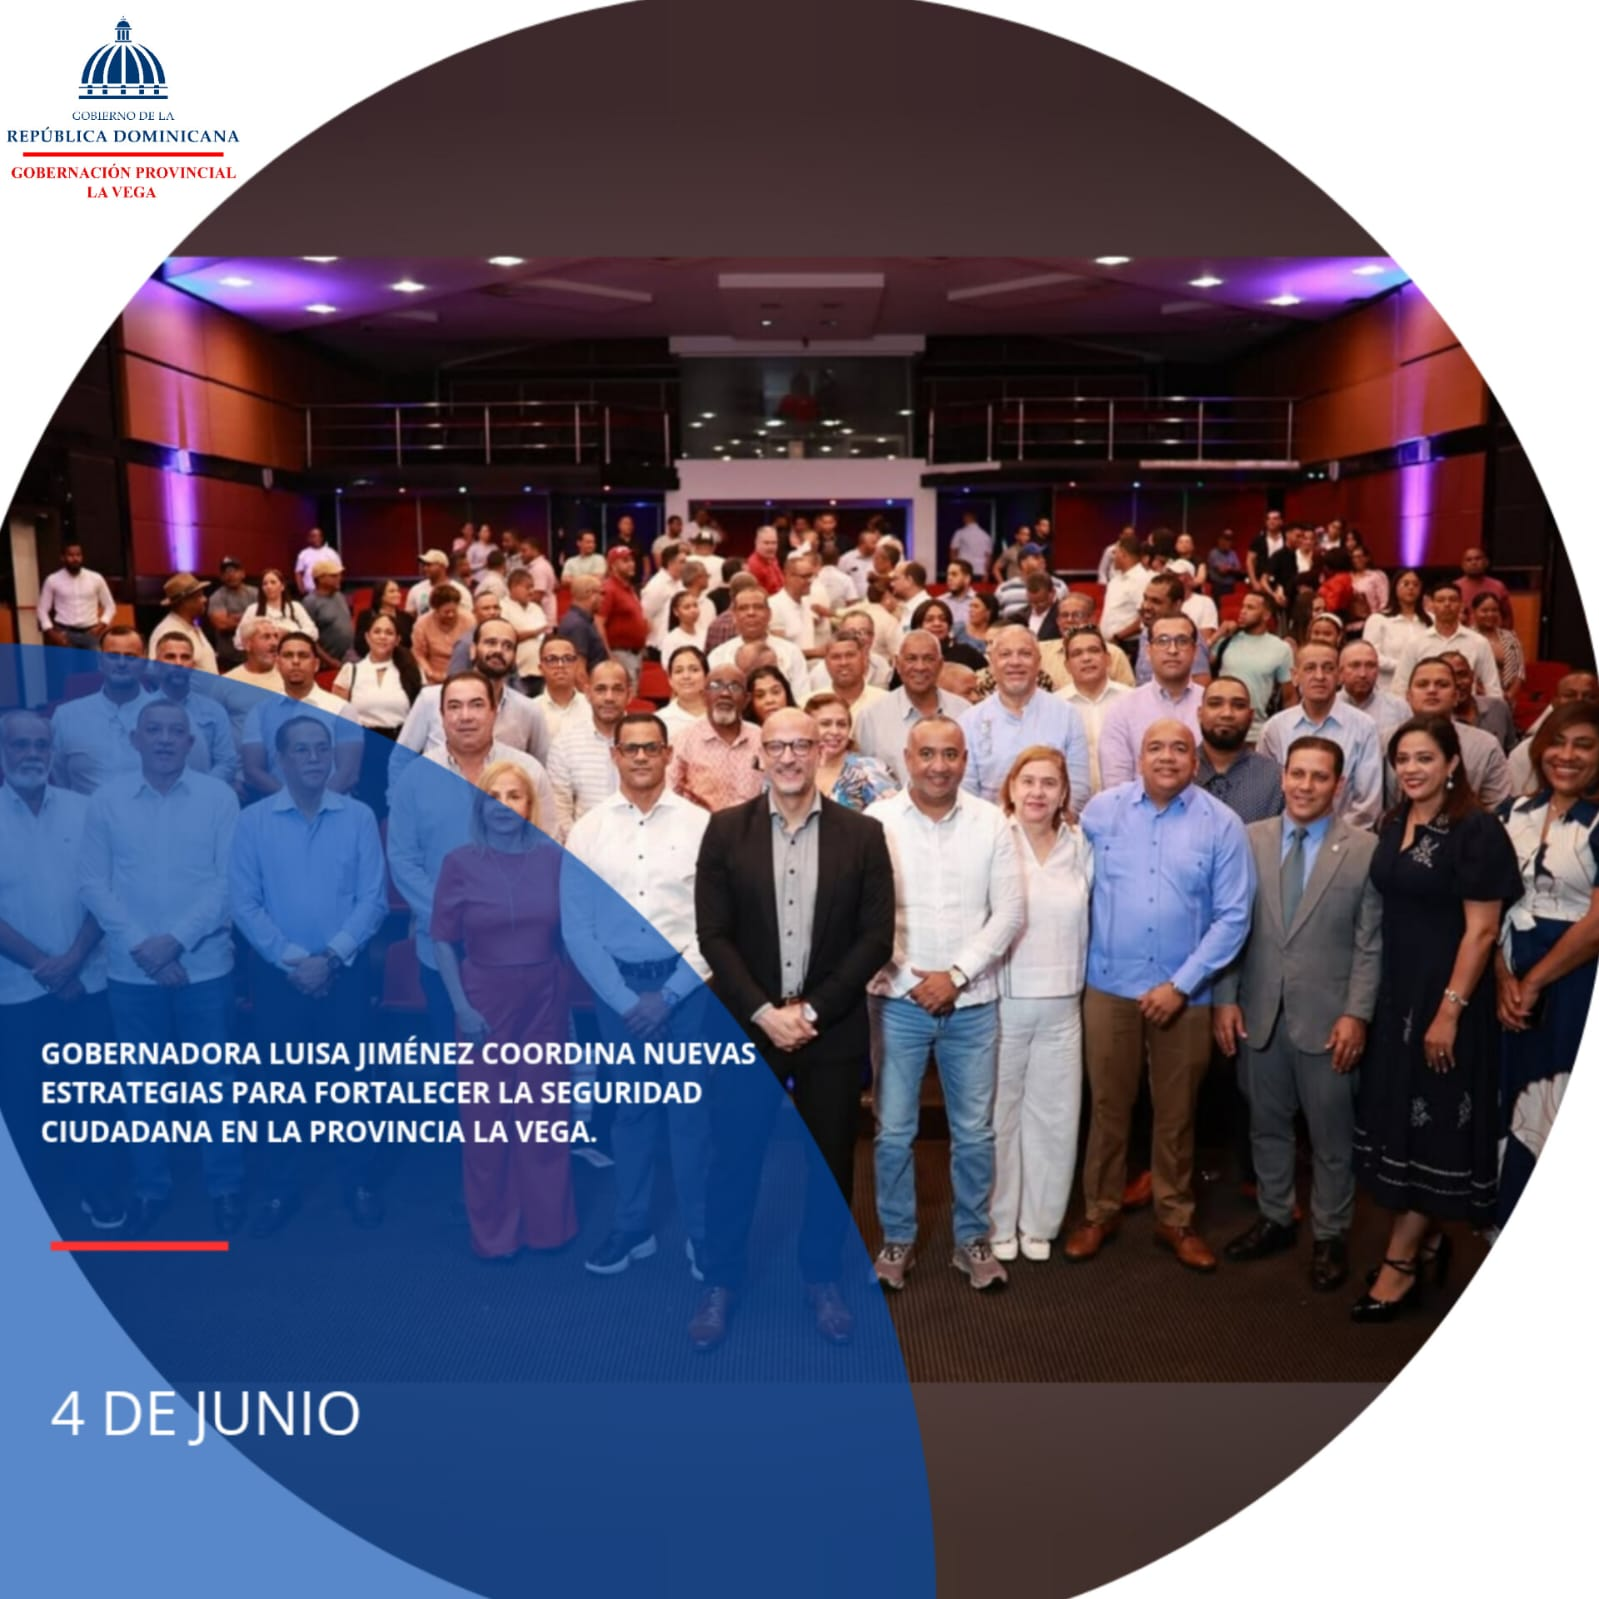 GOBIERNO DE LA
REPÚBLICA DOMINICANA
GOBERNACIÓN PROVINCIAL
LA VEGA
GOBERNADORA LUISA JIMÉNEZ COORDINA NUEVAS
ESTRATEGIAS PARA FORTALECER LA SEGURIDAD
CIUDADANA EN LA PROVINCIA LA VEGA.
4 DE JUNIO